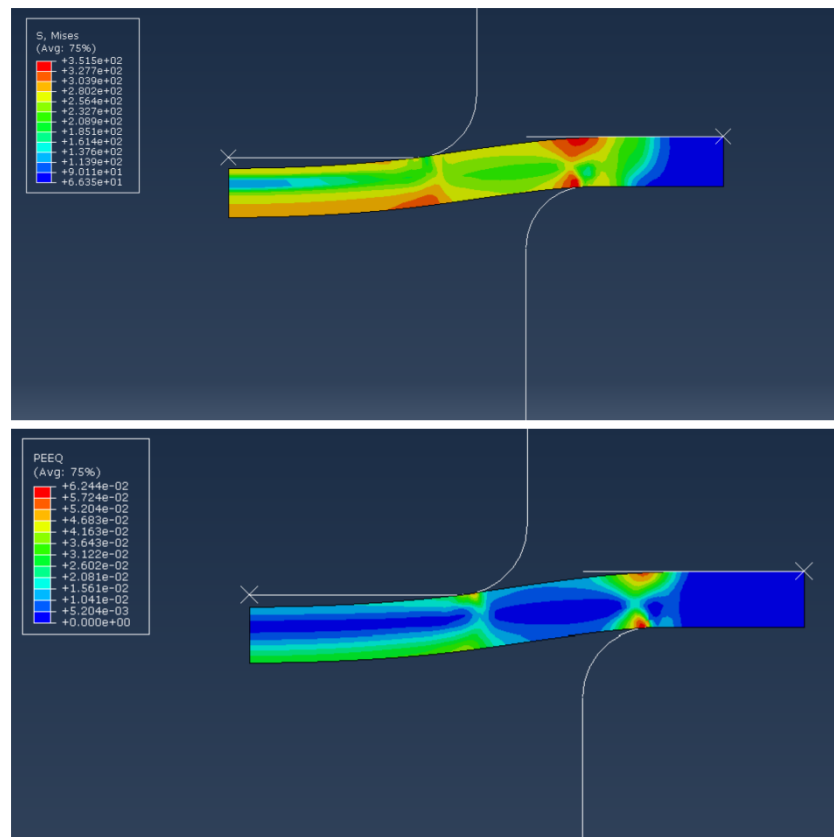 S, Mises
(Avg: 75%)
+3.515e+02
+3.277e+02
+3.039e+02
+2.802e+02
+2.564e+02
+2.327e+02
+2.089e+02
+1.851e+02
+1.614e+02
+1.376e+02
+1.139e+02
+9.011e+01
+6.635e+01
PEEQ
(Avg: 75%)
+6.244e-02
+5.724e-02
+5.204e-02
+4.683e-02
+4.163e-02
+3.643e-02
+3.122e-02
+2.602e-02
+2.081e-02
+1.561e-02
+1.041e-02
+5.204e-03
+0.000e+00